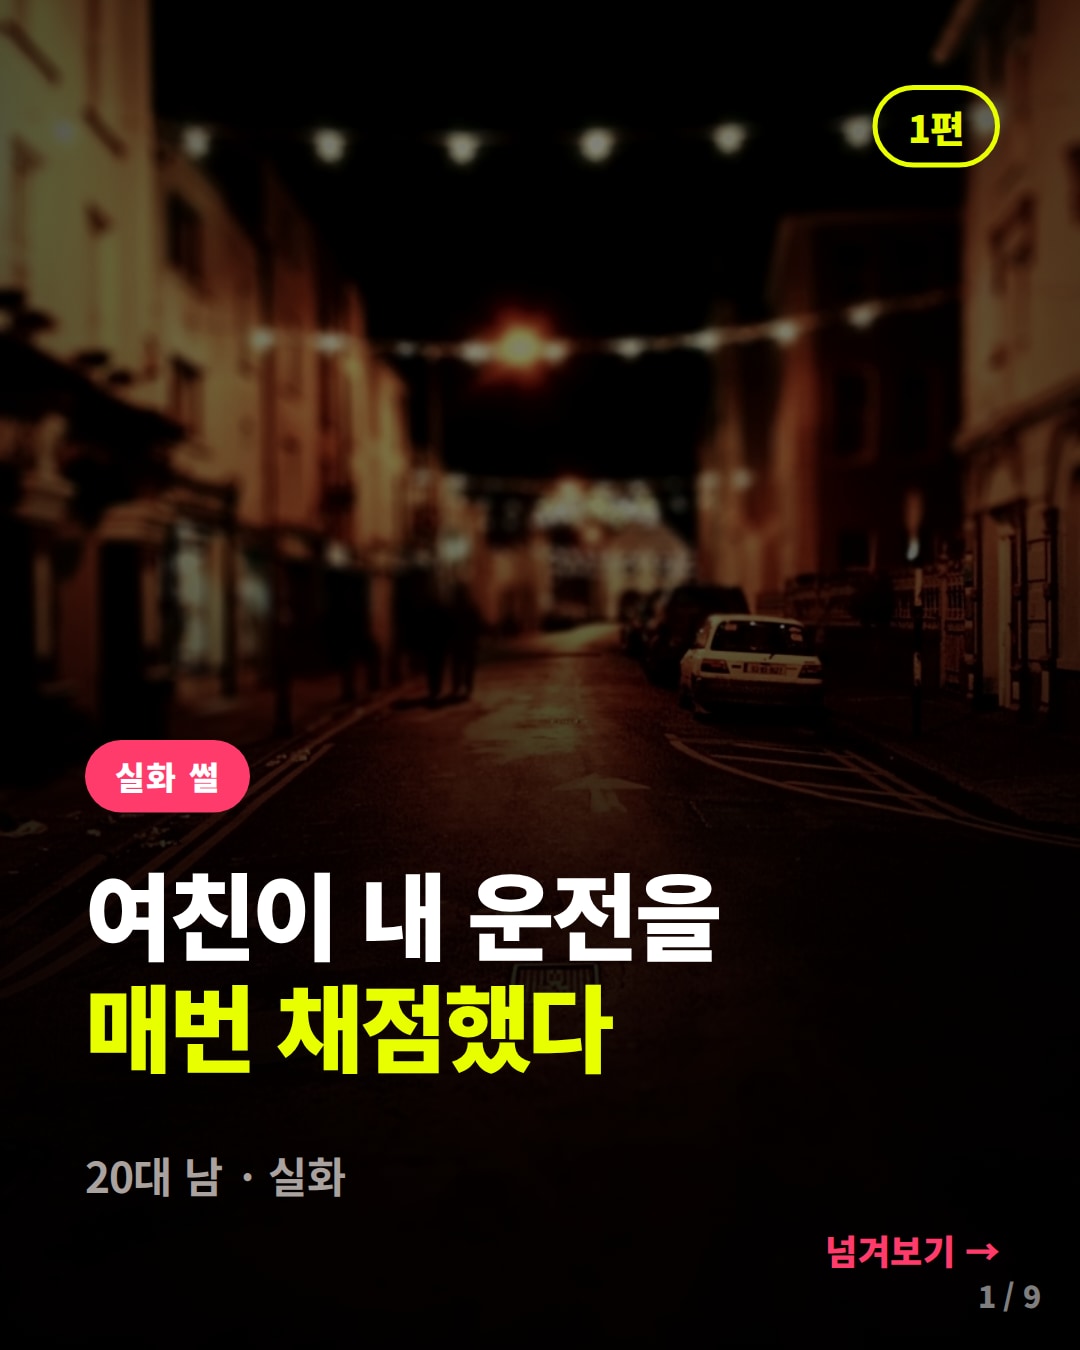 1편
실화 썰
여친이 내 운전을
매번 채점했다
20대 남 · 실화
넘겨보기 →
1 / 9